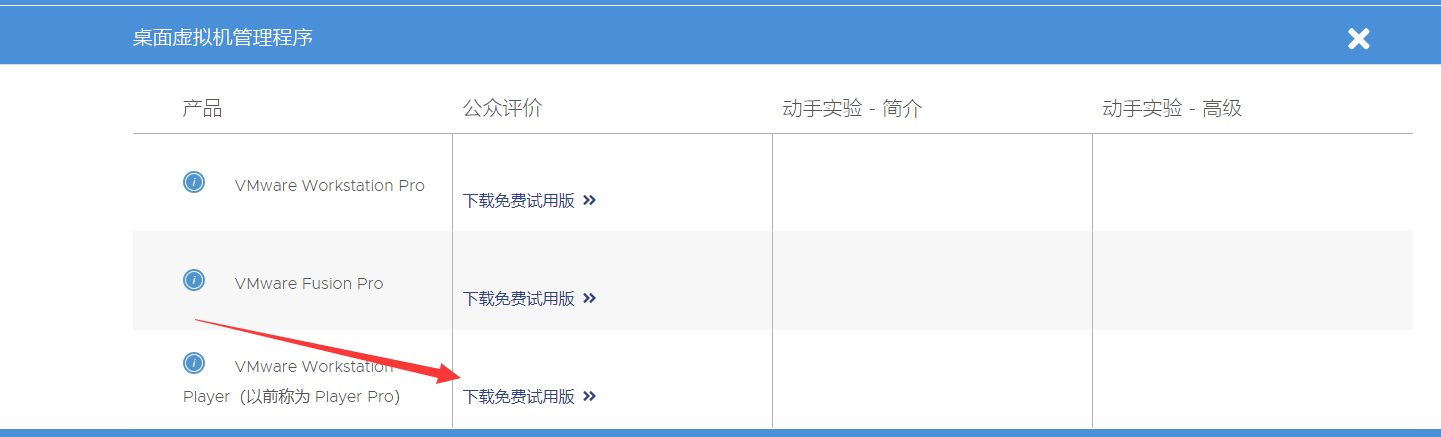 桌面虚拟机管理程序
产品 公众评价 动手实验 - 简介 动手实验 - 高级
VMware Workstation Pro
下载免费试用版 »
VMware Fusion Pro
下载免费试用版 »
VMware Workstation
Player（以前称为 Player Pro） 下载免费试用版 »